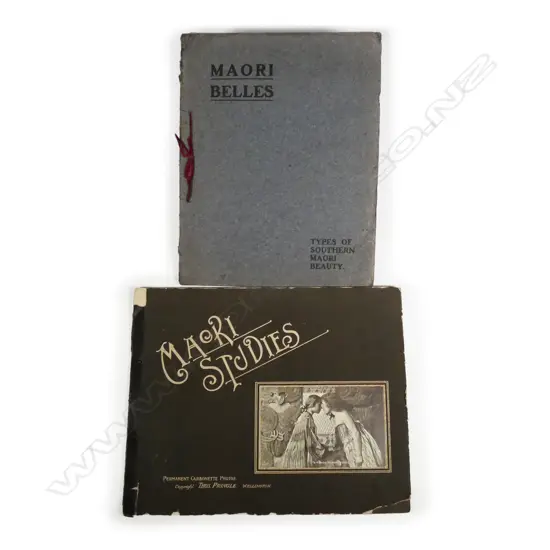 MAORI
BELLES
TYPES OF
SOUTHERN
MAORI
BEAUTY.
MAORI
STUDIES
PERMANENT CARBONETTE PHOTOS
Copyright THOS PRINGLE WELLINGTON